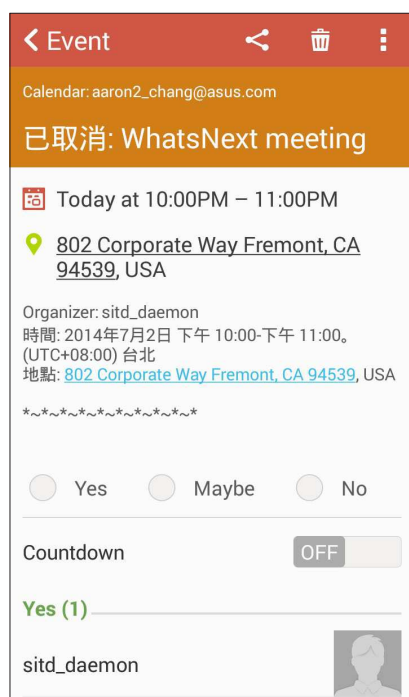 Event
Calendar: aaron2_chang@asus.com
已取消: WhatsNext meeting
Today at 10:00PM – 11:00PM
802 Corporate Way Fremont, CA
94539, USA
Organizer: sitd_daemon
時間: 2014年7月2日 下午 10:00-下午 11:00。
(UTC+08:00) 台北
地點: 802 Corporate Way Fremont, CA 94539, USA
*~*~*~*~*~*~*~*~*~*
Yes Maybe No
Countdown OFF
Yes (1)
sitd_daemon